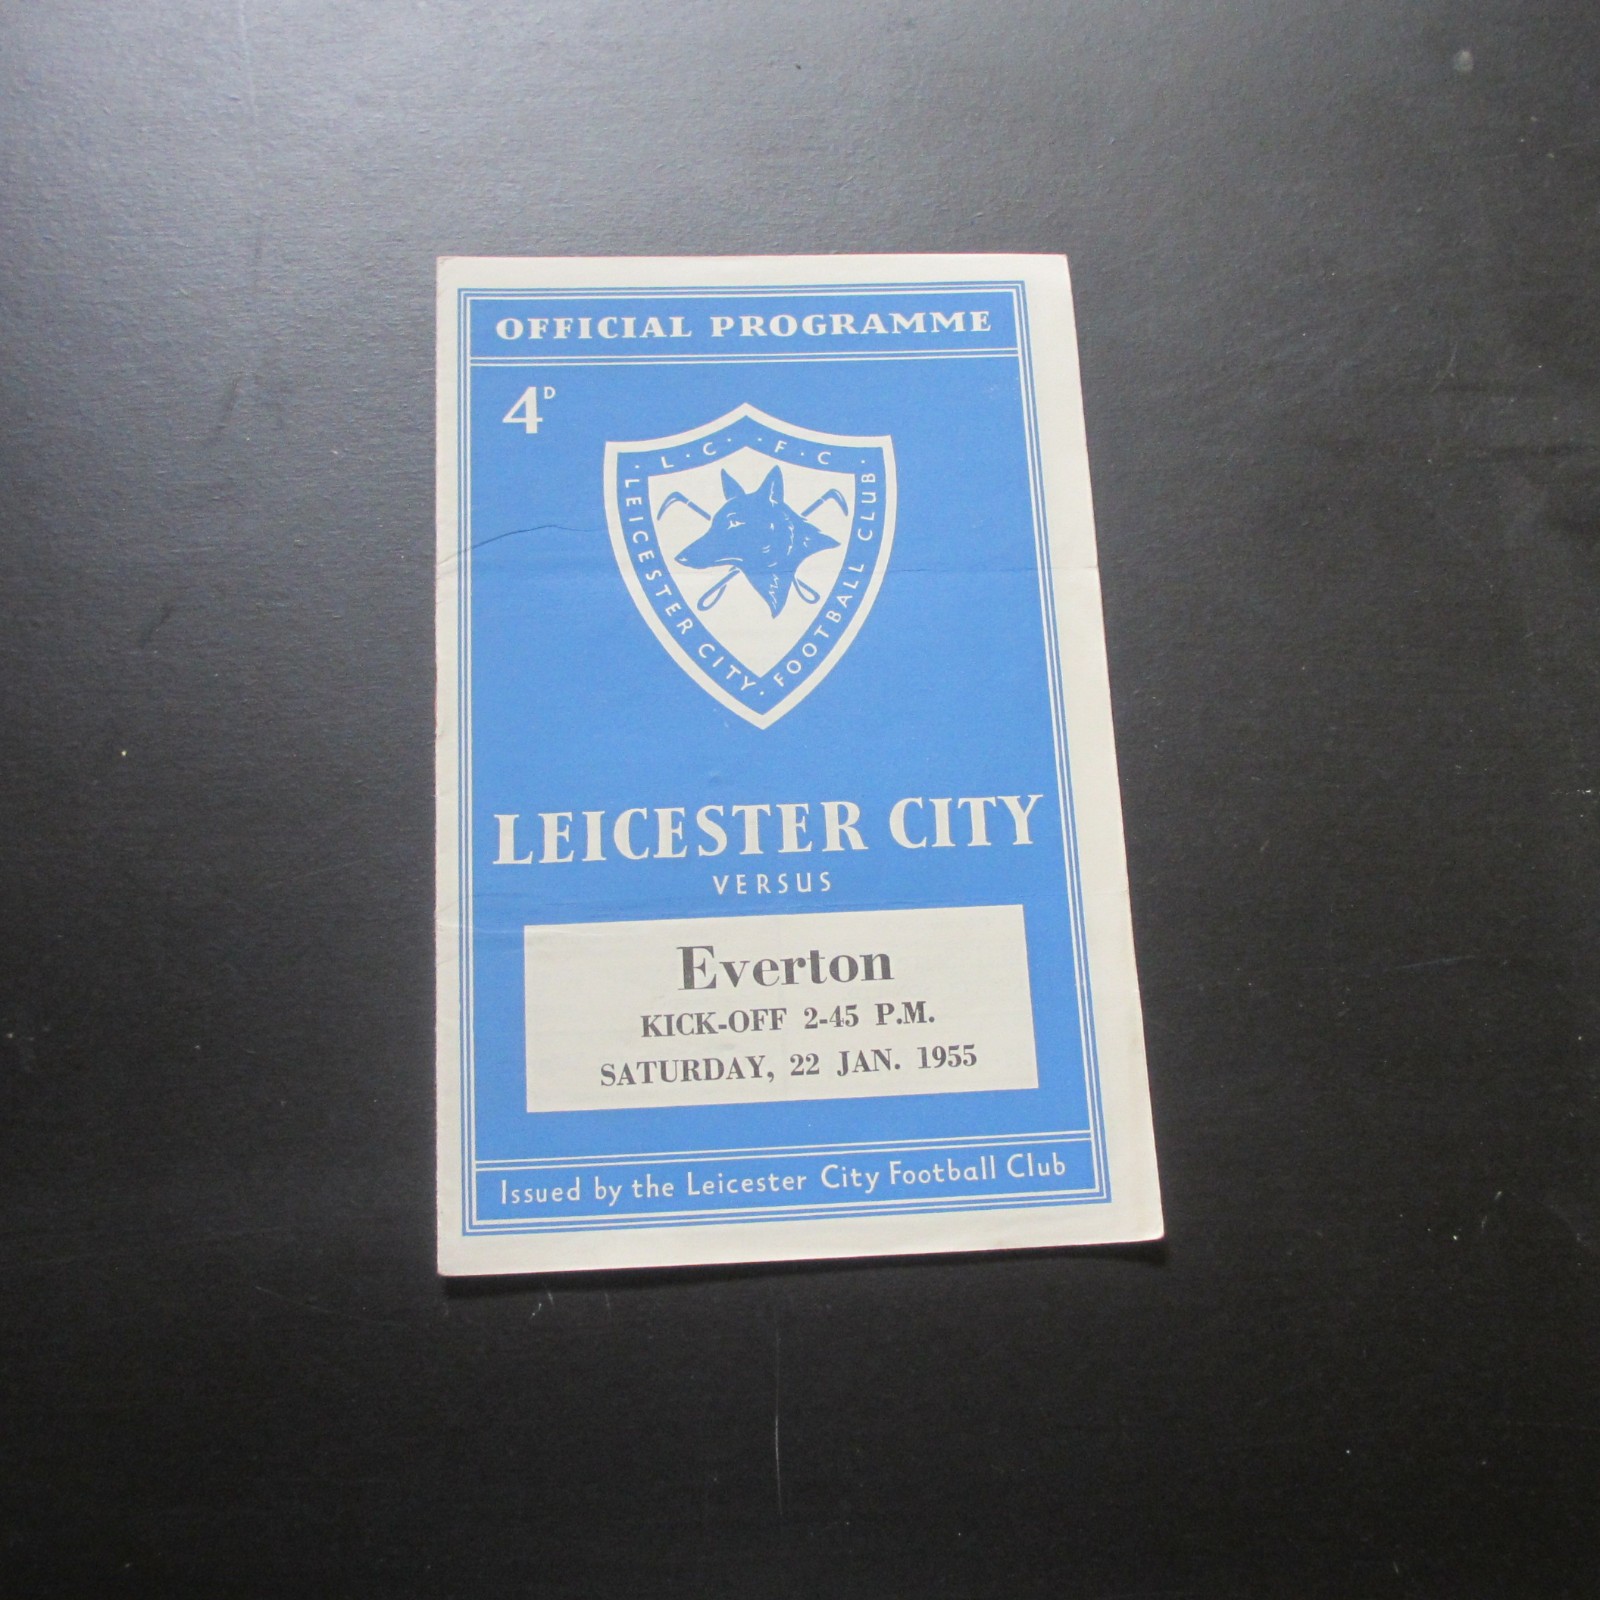 OFFICIAL PROGRAMME
4D
· L · C · · F · C ·
LEICESTER CITY · FOOTBALL CLUB
LEICESTER CITY
VERSUS
Everton
KICK-OFF 2-45 P.M.
SATURDAY, 22 JAN. 1955
Issued by the Leicester City Football Club